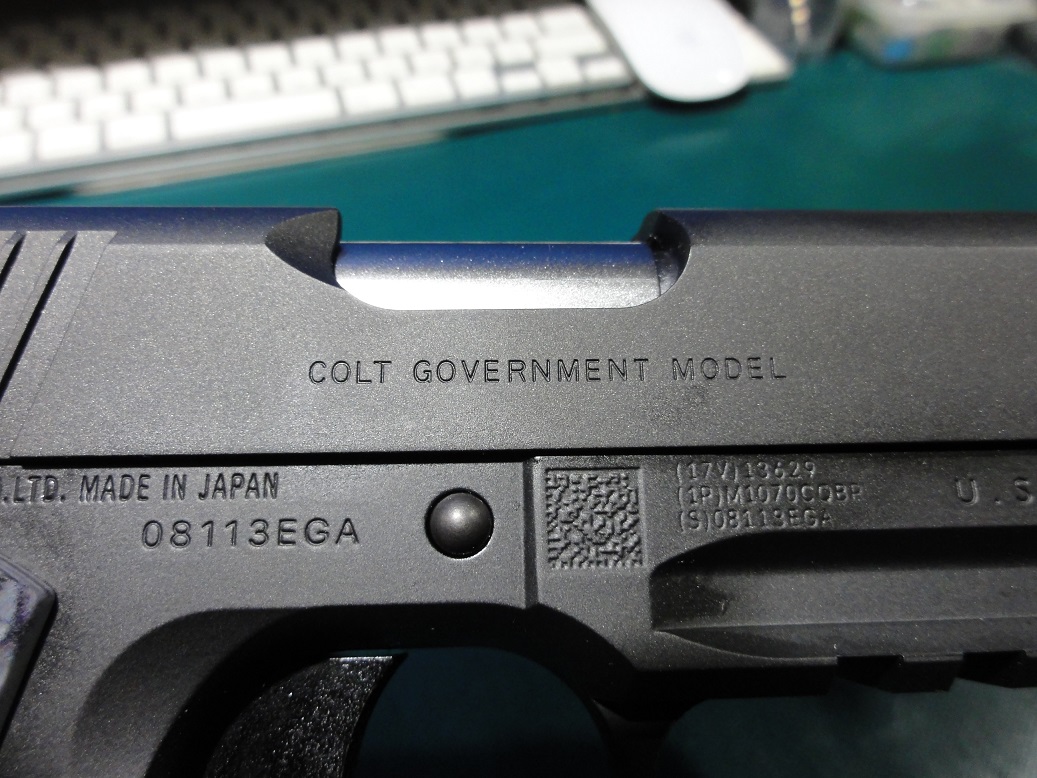 COLT GOVERNMENT MODEL
.LTD. MADE IN JAPAN
08113EGA
(17V)13629
(1P)M1070CQBP
(S)08113EGA
U.S